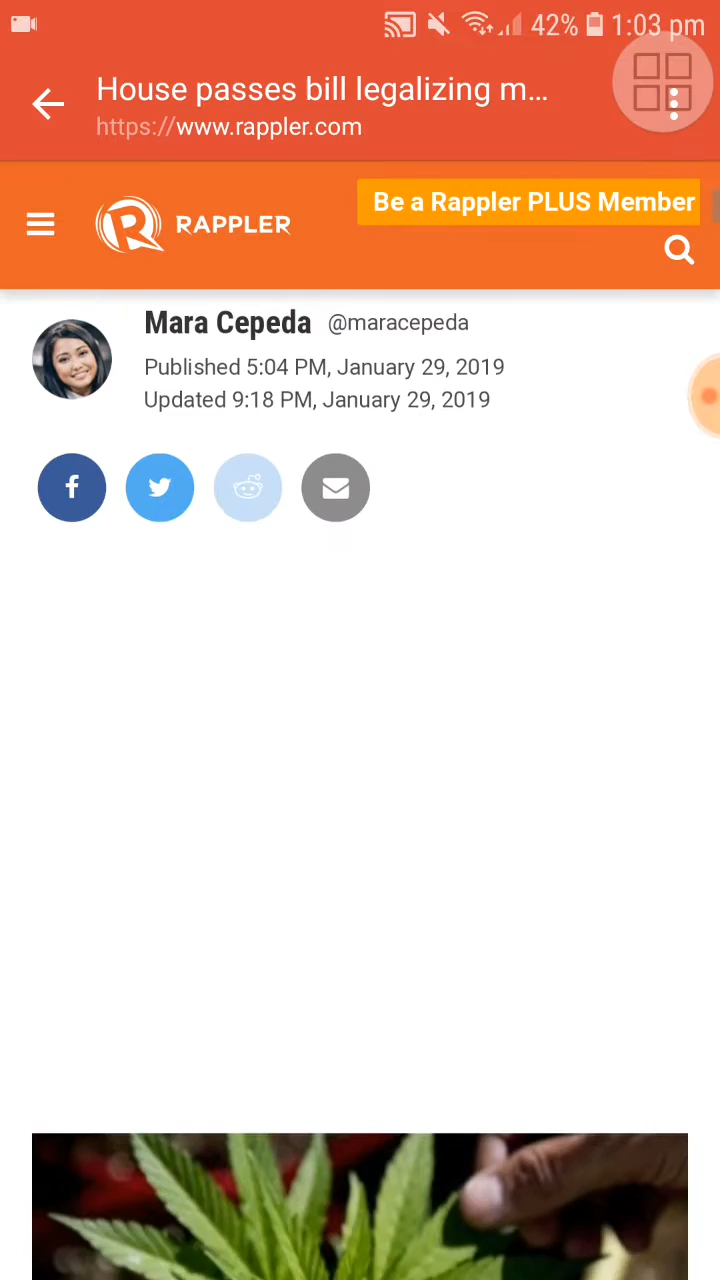 42% 1:03 pm
House passes bill legalizing m...
https://www.rappler.com
Be a Rappler PLUS Member
RAPPLER
Mara Cepeda @maracepeda
Published 5:04 PM, January 29, 2019
Updated 9:18 PM, January 29, 2019